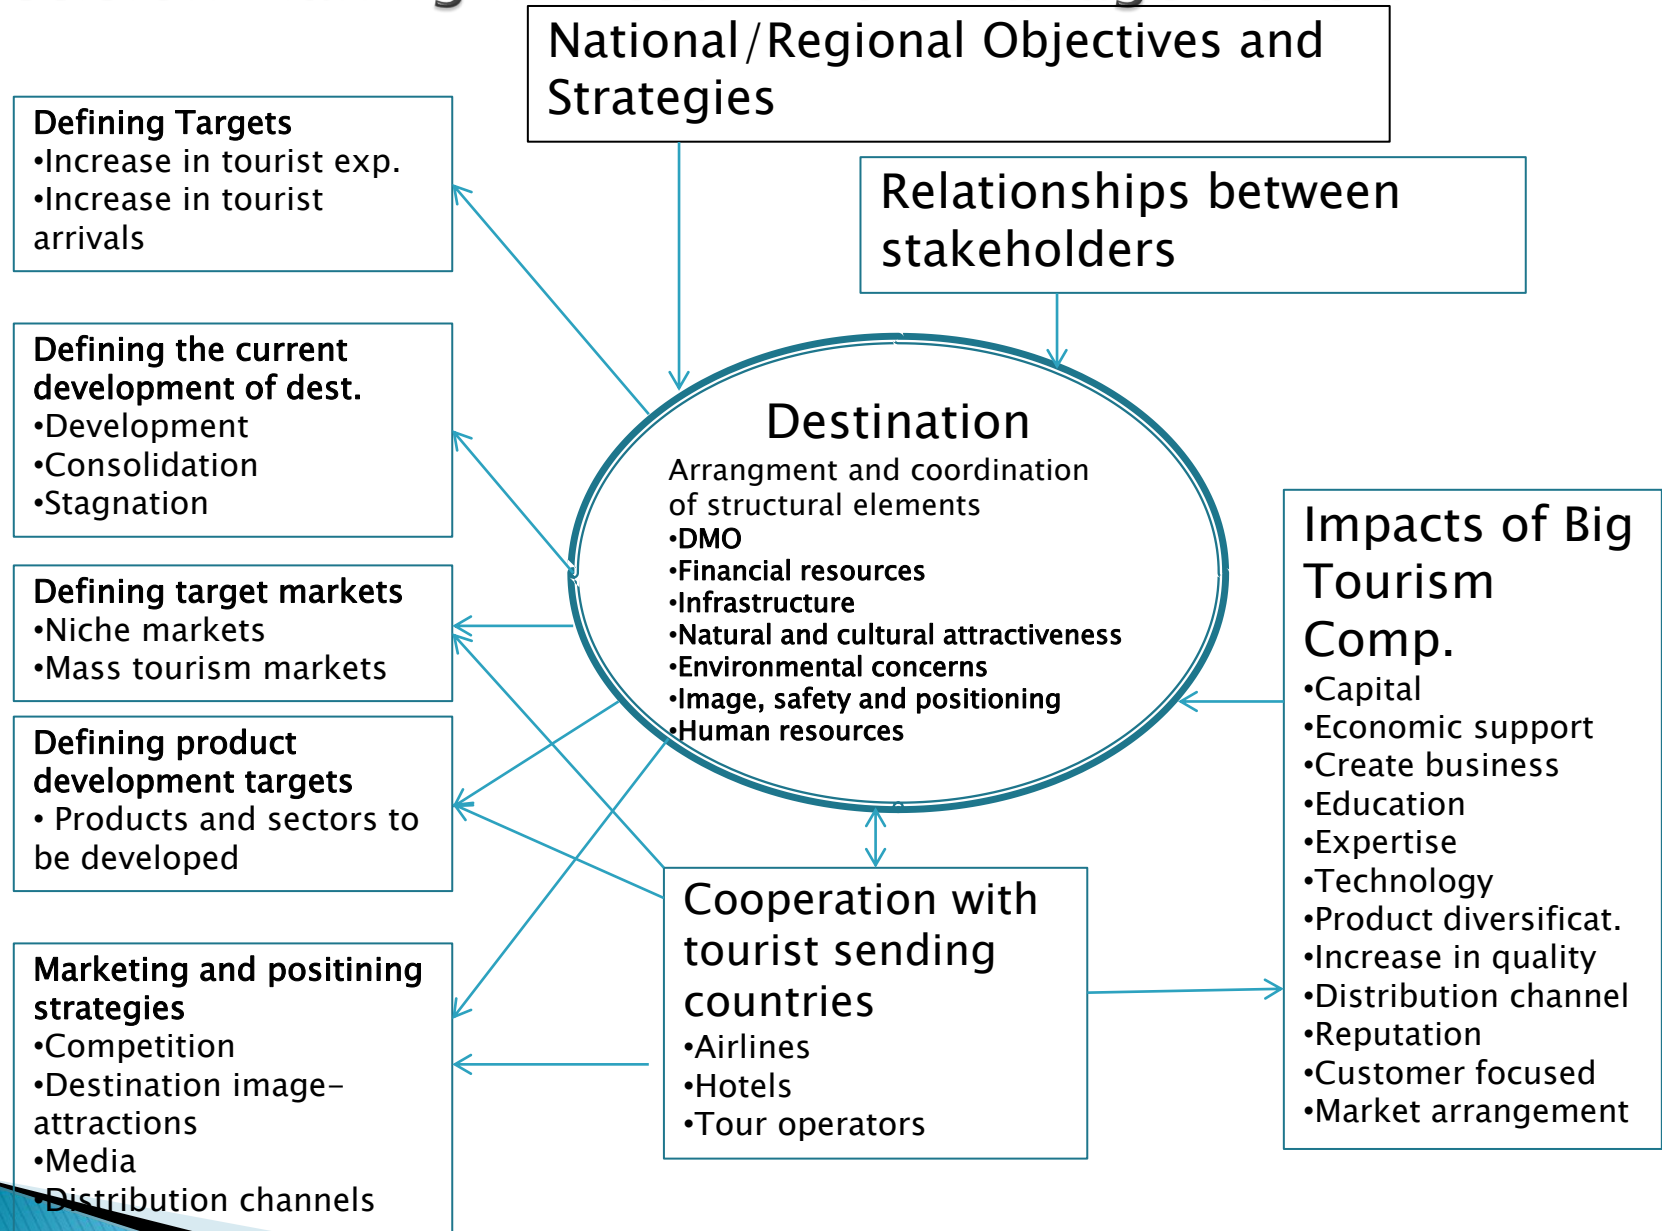 National/Regional Objectives and
Strategies
Defining Targets
•Increase in tourist exp.
•Increase in tourist
arrivals
Relationships between
stakeholders
Defining the current
development of dest.
•Development
•Consolidation
•Stagnation
Destination
Arrangment and coordination
of structural elements
•DMO
•Financial resources
•Infrastructure
•Natural and cultural attractiveness
•Environmental concerns
•Image, safety and positioning
•Human resources
Defining target markets
•Niche markets
•Mass tourism markets
Defining product
development targets
• Products and sectors to
be developed
Marketing and positining
strategies
•Competition
•Destination image-
attractions
•Media
•Distribution channels
Cooperation with
tourist sending
countries
•Airlines
•Hotels
•Tour operators
Impacts of Big
Tourism
Comp.
•Capital
•Economic support
•Create business
•Education
•Expertise
•Technology
•Product diversificat.
•Increase in quality
•Distribution channel
•Reputation
•Customer focused
•Market arrangement